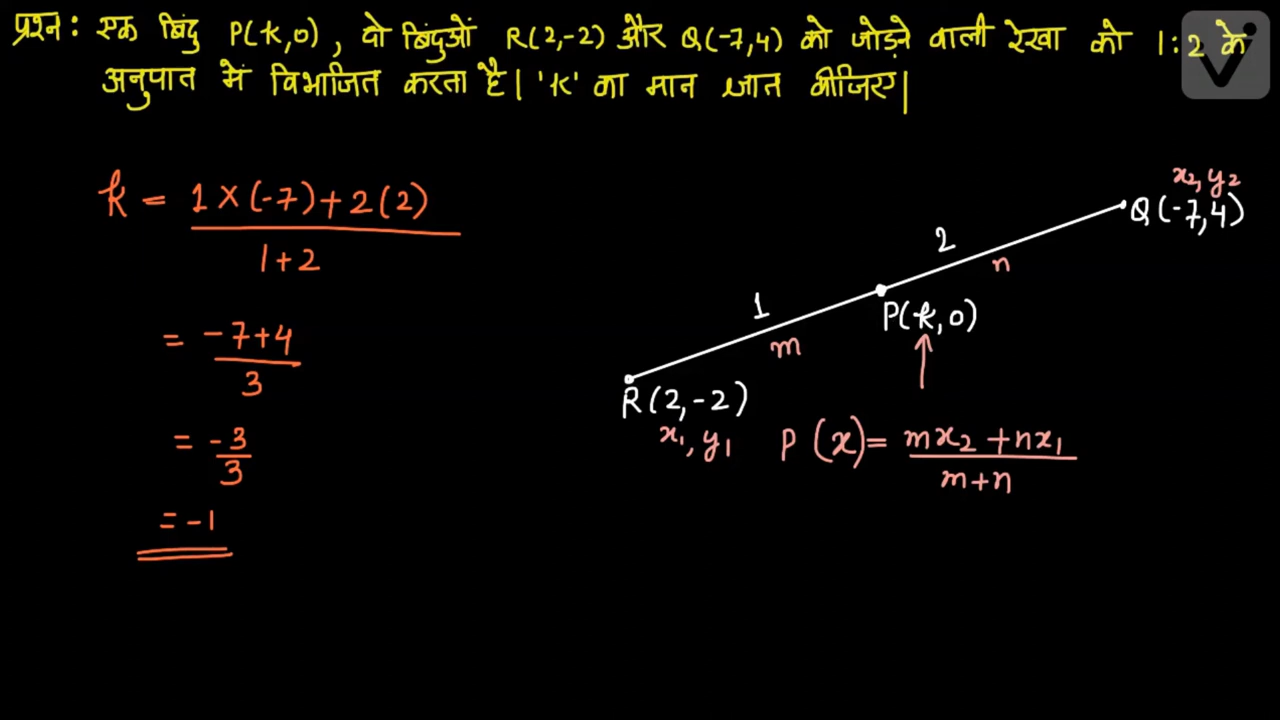 प्रश्न : एक बिंदु P(k,0) , दो बिंदुओं R(2,-2) और Q(-7,4) को जोड़ने वाली रेखा को 1:2 के
अनुपात में विभाजित करता है। 'k' का मान ज्ञात कीजिए।
k = 1×(-7)+2(2)
1+2
= -7+4
3
= -3
3
= -1
x2, y2
Q(-7,4)
2
n
1
m
P(k,0)
R(2,-2)
x1, y1
P (x)= mx2+nx1
m+n